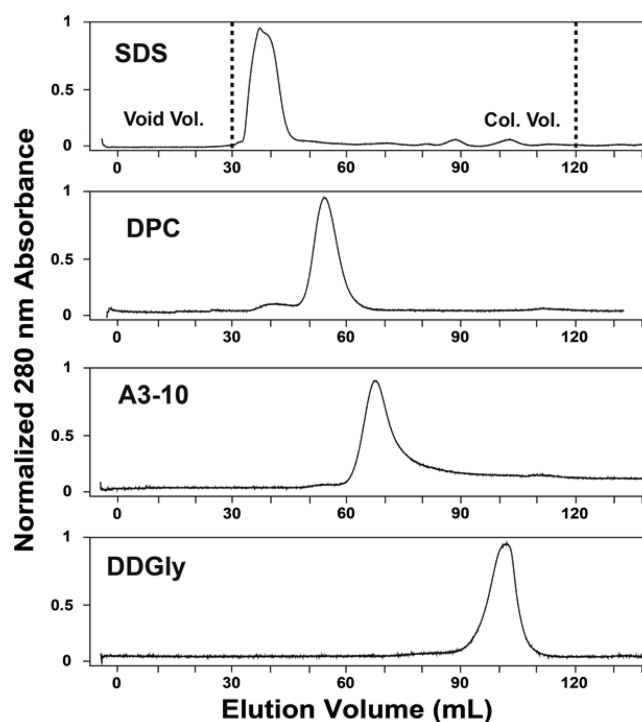 Normalized 280 nm Absorbance
1
SDS
0.5
Void Vol.
Col. Vol.
0
0 30 60 90 120
1
DPC
0.5
0
0 30 60 90 120
1
A3-10
0.5
0
0 30 60 90 120
1
DDGly
0.5
0
0 30 60 90 120
Elution Volume (mL)